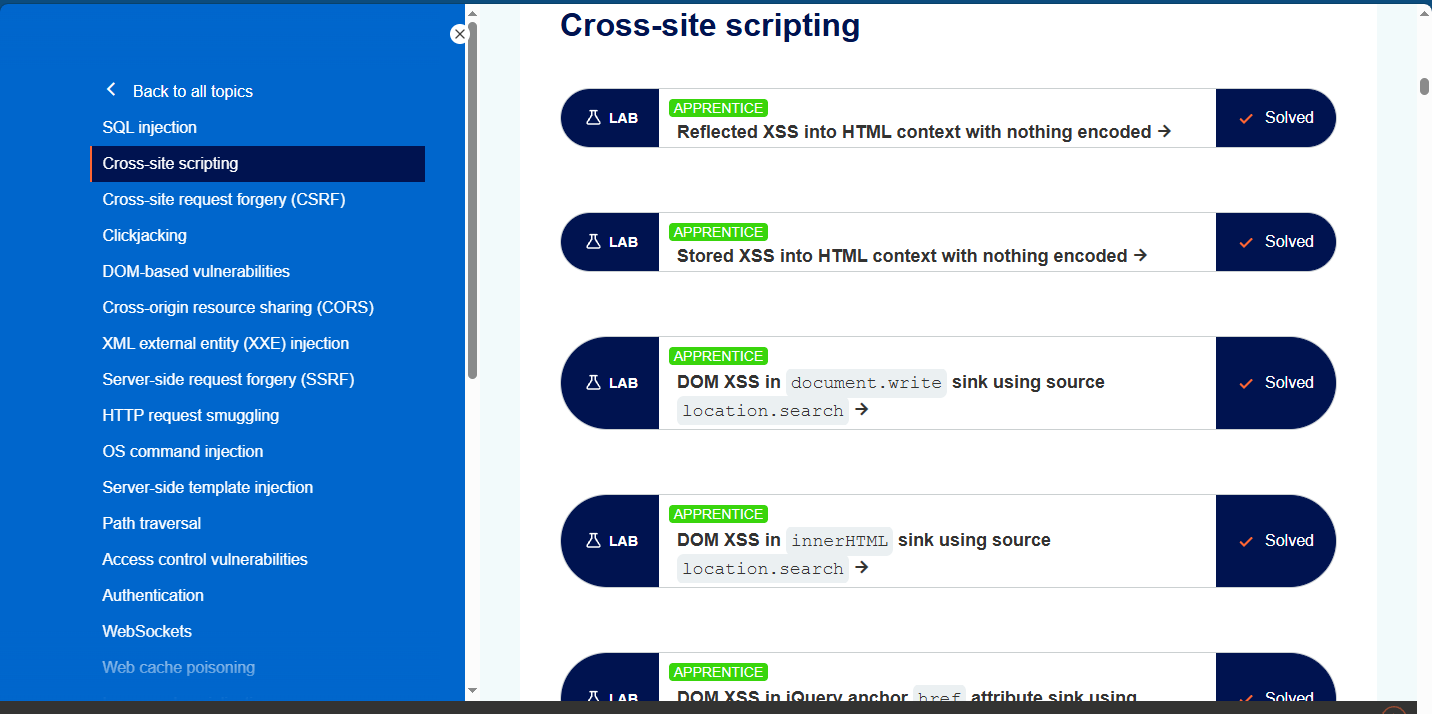 Back to all topics
SQL injection
Cross-site scripting
Cross-site request forgery (CSRF)
Clickjacking
DOM-based vulnerabilities
Cross-origin resource sharing (CORS)
XML external entity (XXE) injection
Server-side request forgery (SSRF)
HTTP request smuggling
OS command injection
Server-side template injection
Path traversal
Access control vulnerabilities
Authentication
WebSockets
Web cache poisoning
Cross-site scripting
LAB
APPRENTICE
Reflected XSS into HTML context with nothing encoded →
Solved
LAB
APPRENTICE
Stored XSS into HTML context with nothing encoded →
Solved
LAB
APPRENTICE
DOM XSS in document.write sink using source
location.search →
Solved
LAB
APPRENTICE
DOM XSS in innerHTML sink using source
location.search →
Solved
LAB
APPRENTICE
DOM XSS in jQuery anchor href attribute sink using
Solved